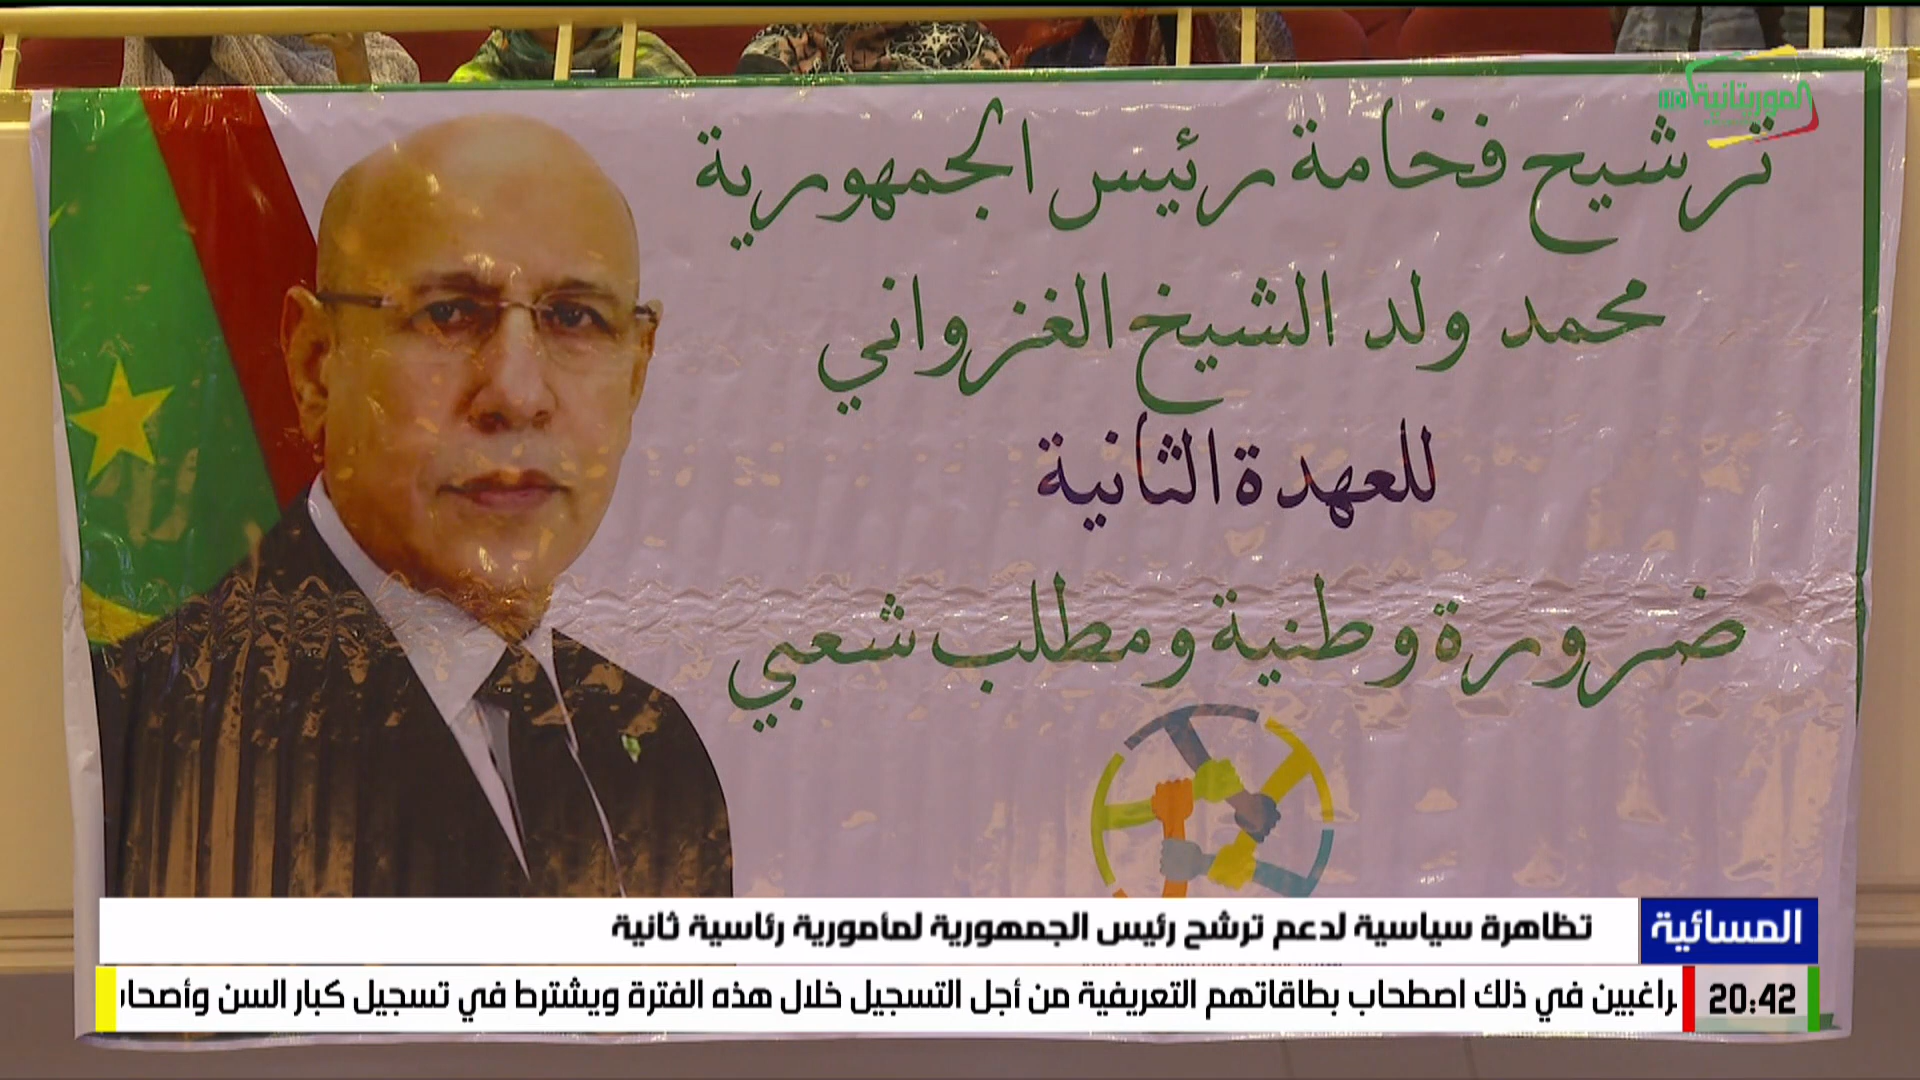 الموريتانية
ترشيح فخامة رئيس الجمهورية
محمد ولد الشيخ الغزواني
للعهدة الثانية
ضرورة وطنية ومطلب شعبي
المسائية
تظاهرة سياسية لدعم ترشح رئيس الجمهورية لمأمورية رئاسية ثانية
20:42
راغبين في ذلك اصطحاب بطاقاتهم التعريفية من أجل التسجيل خلال هذه الفترة ويشترط في تسجيل كبار السن وأصحا